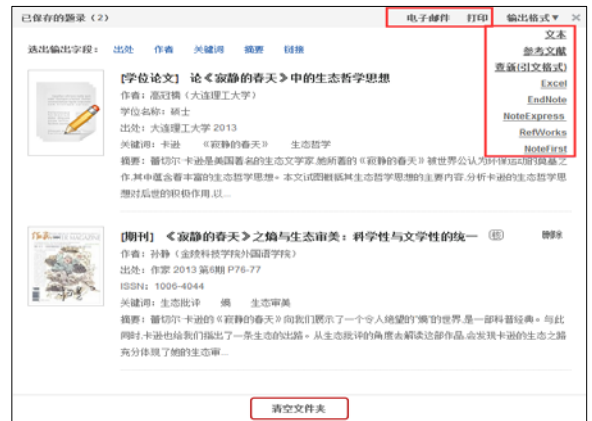 已保存的题录（2） 电子邮件 打印 输出格式▼ ×
文本
选出输出字段： 出处 作者 关键词 摘要 链接 参考文献
查新(引文格式)
Excel
EndNote
NoteExpress
RefWorks
NoteFirst
[学位论文] 论《寂静的春天》中的生态哲学思想
作者：高冠楠（大连理工大学）
学位名称：硕士
出处：大连理工大学 2013
关键词：卡逊 《寂静的春天》 生态哲学
摘要：蕾切尔·卡逊是美国著名的生态文学家,她所著的《寂静的春天》被世界公认为环保运动的奠基之
作,其中蕴含着丰富的生态哲学思想。本文试图概括其生态哲学思想的主要内容,分析卡逊的生态哲学思
想对后世的积极作用,以...
[期刊] 《寂静的春天》之熵与生态审美：科学性与文学性的统一
作者：孙静（金陵科技学院外国语学院）
出处：作家 2013 第6期 P76-77
ISSN：1006-4044
关键词：生态批评 熵 生态审美
摘要：蕾切尔·卡逊的《寂静的春天》向我们展示了一个令人绝望的"熵"的世界,是一部科普经典。与此
同时,卡逊也给我们指出了一条生态的出路。从生态批评的角度去解读这部作品,会发现卡逊的生态之路
充分体现了她的生态审...
清空文件夹